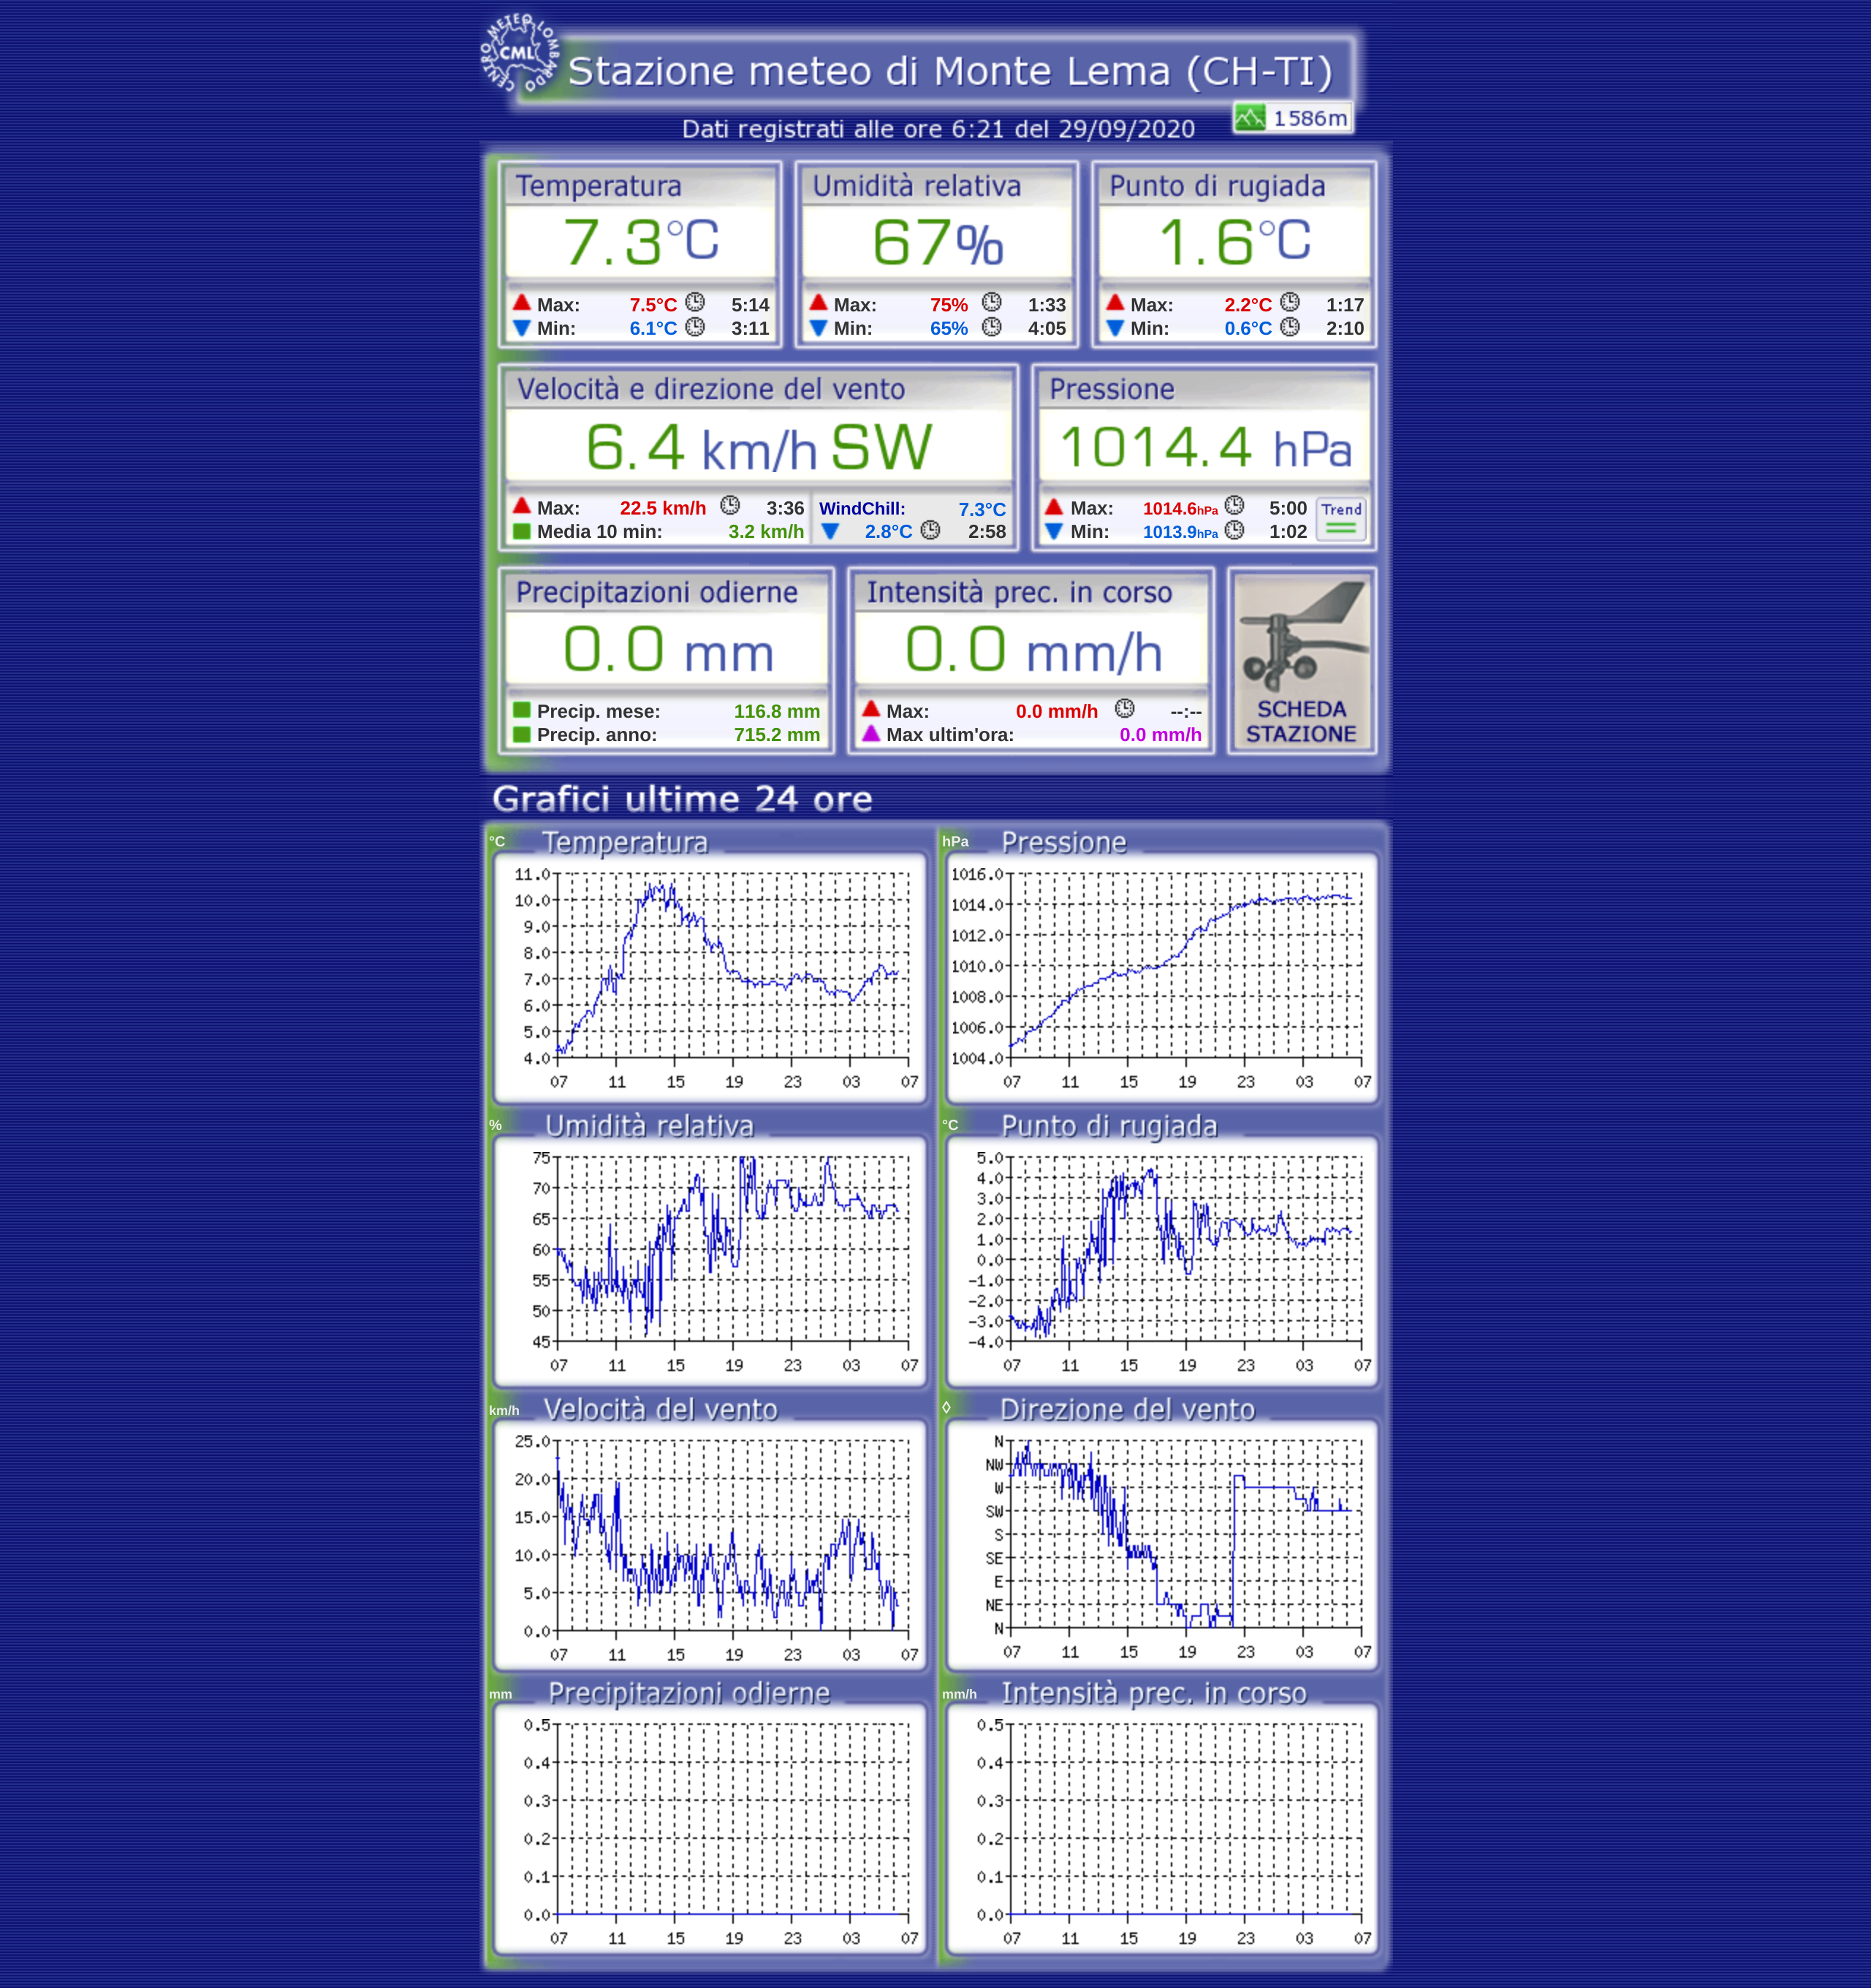 CENTRO METEO LOMBARDO
CML
Stazione meteo di Monte Lema (CH-TI)
1586m
Dati registrati alle ore 6:21 del 29/09/2020
Temperatura
7.3°C
Max: 7.5°C 5:14
Min: 6.1°C 3:11
Umidità relativa
67%
Max: 75% 1:33
Min: 65% 4:05
Punto di rugiada
1.6°C
Max: 2.2°C 1:17
Min: 0.6°C 2:10
Velocità e direzione del vento
6.4 km/h SW
Max: 22.5 km/h 3:36
Media 10 min: 3.2 km/h
WindChill: 7.3°C
2.8°C 2:58
Pressione
1014.4 hPa
Max: 1014.6hPa 5:00
Min: 1013.9hPa 1:02
Trend
Precipitazioni odierne
0.0 mm
Precip. mese: 116.8 mm
Precip. anno: 715.2 mm
Intensità prec. in corso
0.0 mm/h
Max: 0.0 mm/h --:--
Max ultim'ora: 0.0 mm/h
SCHEDA
STAZIONE
Grafici ultime 24 ore
°C Temperatura
11.0
10.0
9.0
8.0
7.0
6.0
5.0
4.0
07 11 15 19 23 03 07
hPa Pressione
1016.0
1014.0
1012.0
1010.0
1008.0
1006.0
1004.0
07 11 15 19 23 03 07
% Umidità relativa
75
70
65
60
55
50
45
07 11 15 19 23 03 07
°C Punto di rugiada
5.0
4.0
3.0
2.0
1.0
0.0
-1.0
-2.0
-3.0
-4.0
07 11 15 19 23 03 07
km/h Velocità del vento
25.0
20.0
15.0
10.0
5.0
0.0
07 11 15 19 23 03 07
◊ Direzione del vento
N
NW
W
SW
S
SE
E
NE
N
07 11 15 19 23 03 07
mm Precipitazioni odierne
0.5
0.4
0.3
0.2
0.1
0.0
07 11 15 19 23 03 07
mm/h Intensità prec. in corso
0.5
0.4
0.3
0.2
0.1
0.0
07 11 15 19 23 03 07